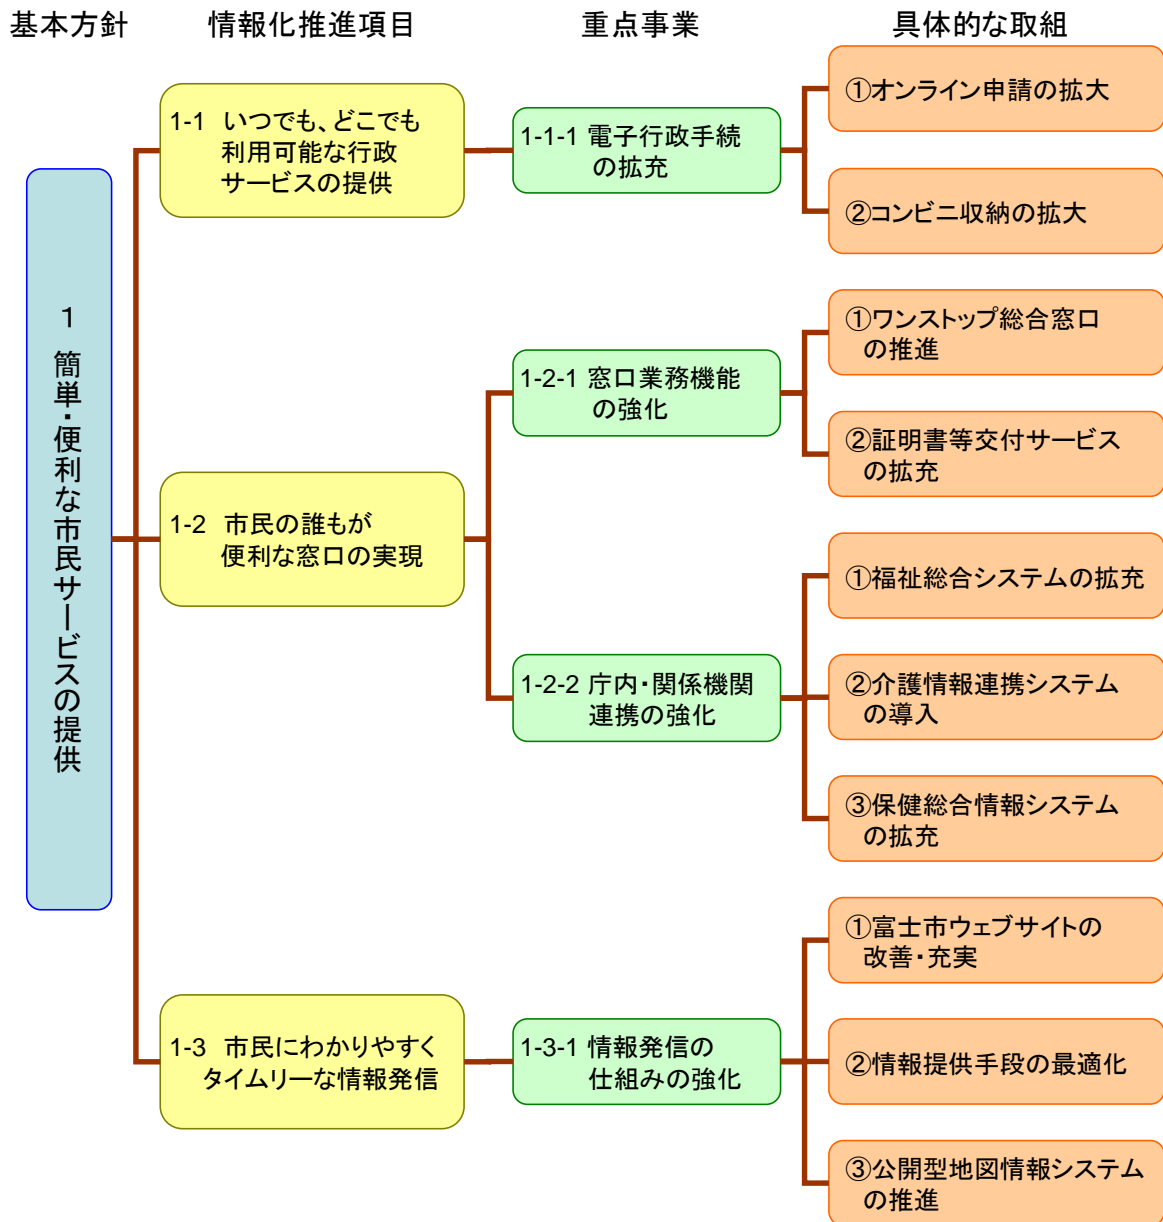 基本方針
情報化推進項目
重点事業
具体的な取組
1 簡単・便利な市民サービスの提供
1-1 いつでも、どこでも
利用可能な行政
サービスの提供
1-1-1 電子行政手続
の拡充
①オンライン申請の拡大
②コンビニ収納の拡大
1-2 市民の誰もが
便利な窓口の実現
1-2-1 窓口業務機能
の強化
①ワンストップ総合窓口
の推進
②証明書等交付サービス
の拡充
1-2-2 庁内・関係機関
連携の強化
①福祉総合システムの拡充
②介護情報連携システム
の導入
③保健総合情報システム
の拡充
1-3 市民にわかりやすく
タイムリーな情報発信
1-3-1 情報発信の
仕組みの強化
①富士市ウェブサイトの
改善・充実
②情報提供手段の最適化
③公開型地図情報システム
の推進